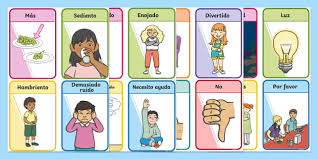 Más
Sediento
Enojado
Divertido
Luz
Hambriento
Demasiado
ruido
Necesito ayuda
No
Por favor